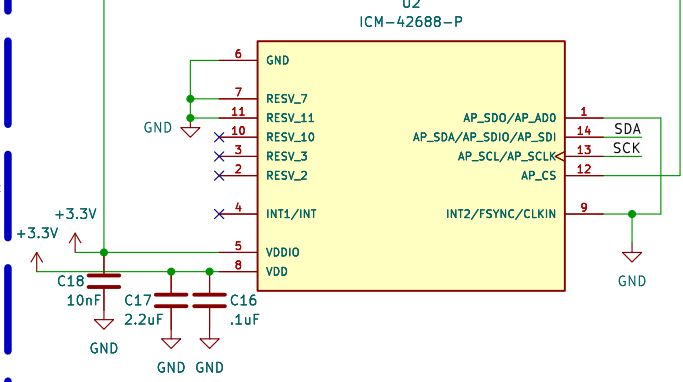 U2
ICM-42688-P
6 GND
7 RESV_7
11 RESV_11
GND
10 RESV_10
3 RESV_3
2 RESV_2
4 INT1/INT
5 VDDIO
8 VDD
AP_SDO/AP_AD0 1
AP_SDA/AP_SDIO/AP_SDI 14 SDA
AP_SCL/AP_SCLK 13 SCK
AP_CS 12
INT2/FSYNC/CLKIN 9
GND
+3.3V
+3.3V
C18
10nF
GND
C17
2.2uF
GND
C16
.1uF
GND